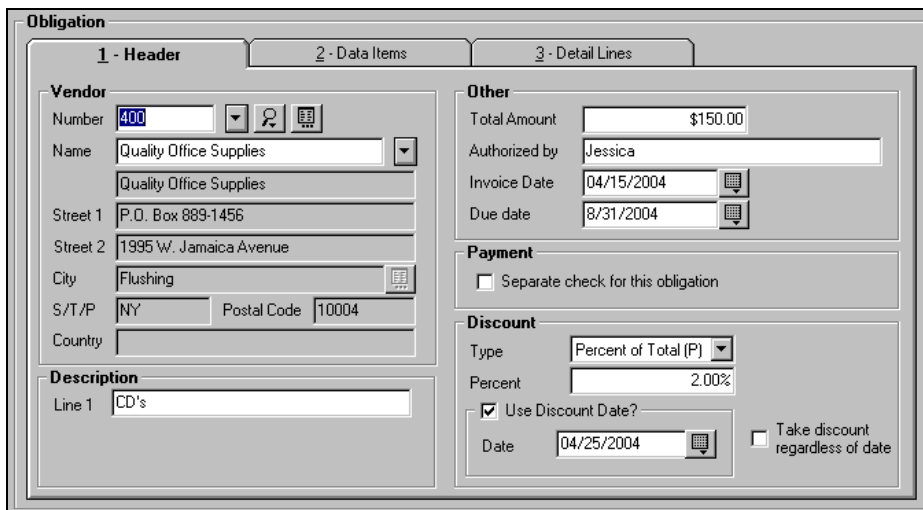 Obligation
1 - Header
2 - Data Items
3 - Detail Lines
Vendor
Number 400
Name Quality Office Supplies
Quality Office Supplies
Street 1 P.O. Box 889-1456
Street 2 1995 W. Jamaica Avenue
City Flushing
S/T/P NY Postal Code 10004
Country
Description
Line 1 CD's
Other
Total Amount $150.00
Authorized by Jessica
Invoice Date 04/15/2004
Due date 8/31/2004
Payment
Separate check for this obligation
Discount
Type Percent of Total (P)
Percent 2.00%
Use Discount Date?
Date 04/25/2004
Take discount
regardless of date